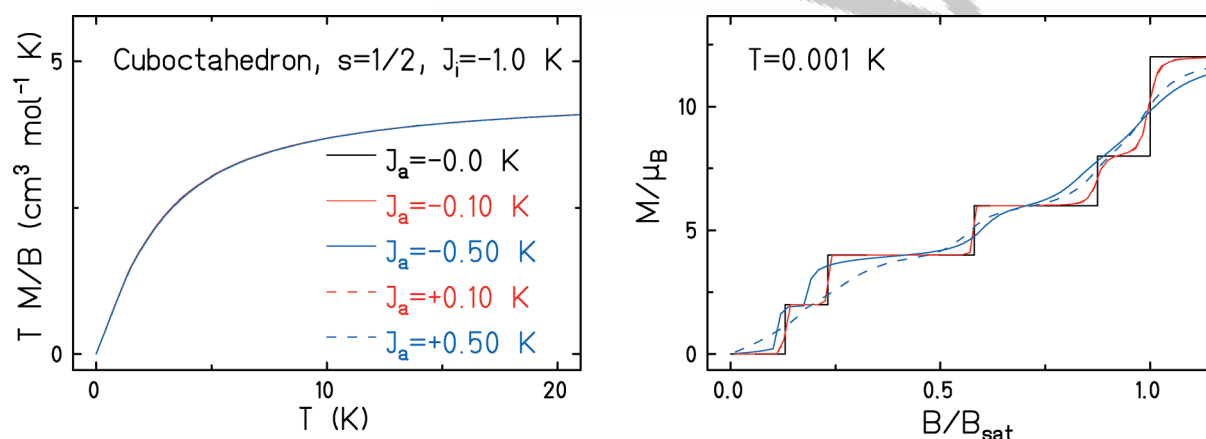 Cuboctahedron, s=1/2, J_i=−1.0 K
5
0
T M/B (cm³ mol⁻¹ K)
J_a=−0.0 K
J_a=−0.10 K
J_a=−0.50 K
J_a=+0.10 K
J_a=+0.50 K
0 10 20
T (K)
T=0.001 K
10
5
0
M/μ_B
0.0 0.5 1.0
B/B_sat